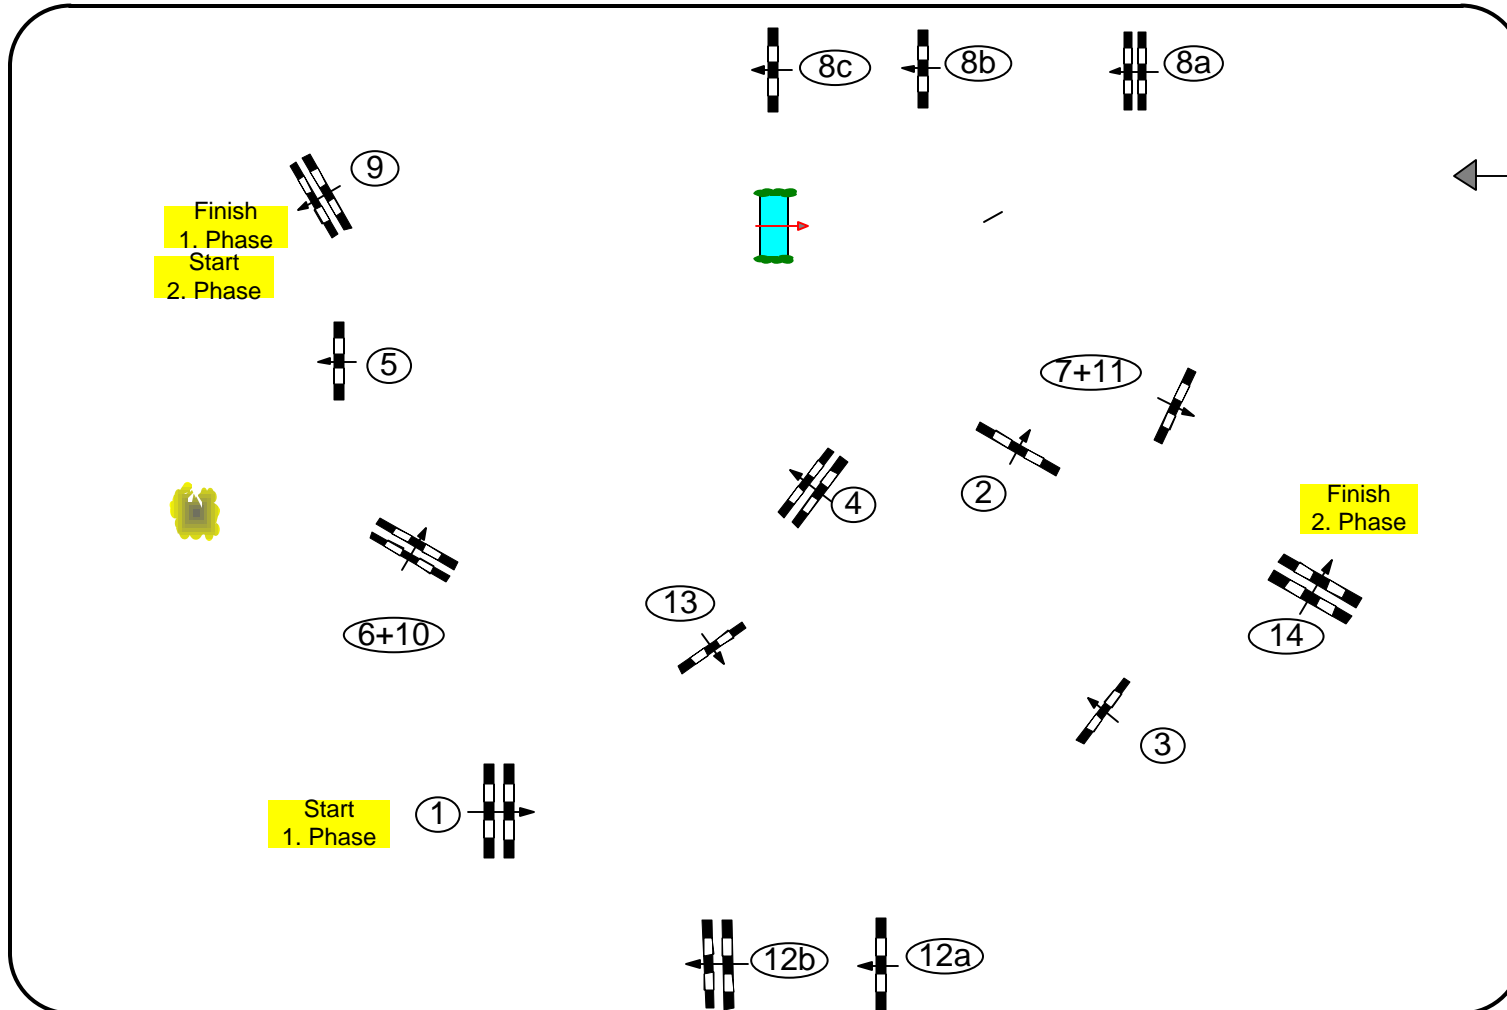 8c
8b
8a
9
Finish
1. Phase
Start
2. Phase
5
7+11
4
2
Finish
2. Phase
13
6+10
14
3
Start
1. Phase
1
12b
12a